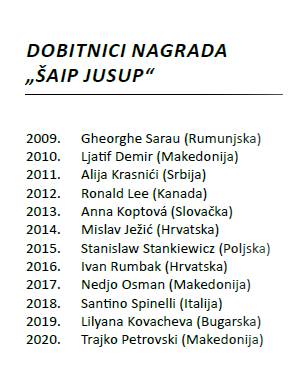 DOBITNICI NAGRADA
„ŠAIP JUSUP“
2009. Gheorghe Sarau (Rumunjska)
2010. Ljatif Demir (Makedonija)
2011. Alija Krasnići (Srbija)
2012. Ronald Lee (Kanada)
2013. Anna Koptová (Slovačka)
2014. Mislav Ježić (Hrvatska)
2015. Stanislaw Stankiewicz (Poljska)
2016. Ivan Rumbak (Hrvatska)
2017. Nedjo Osman (Makedonija)
2018. Santino Spinelli (Italija)
2019. Lilyana Kovacheva (Bugarska)
2020. Trajko Petrovski (Makedonija)